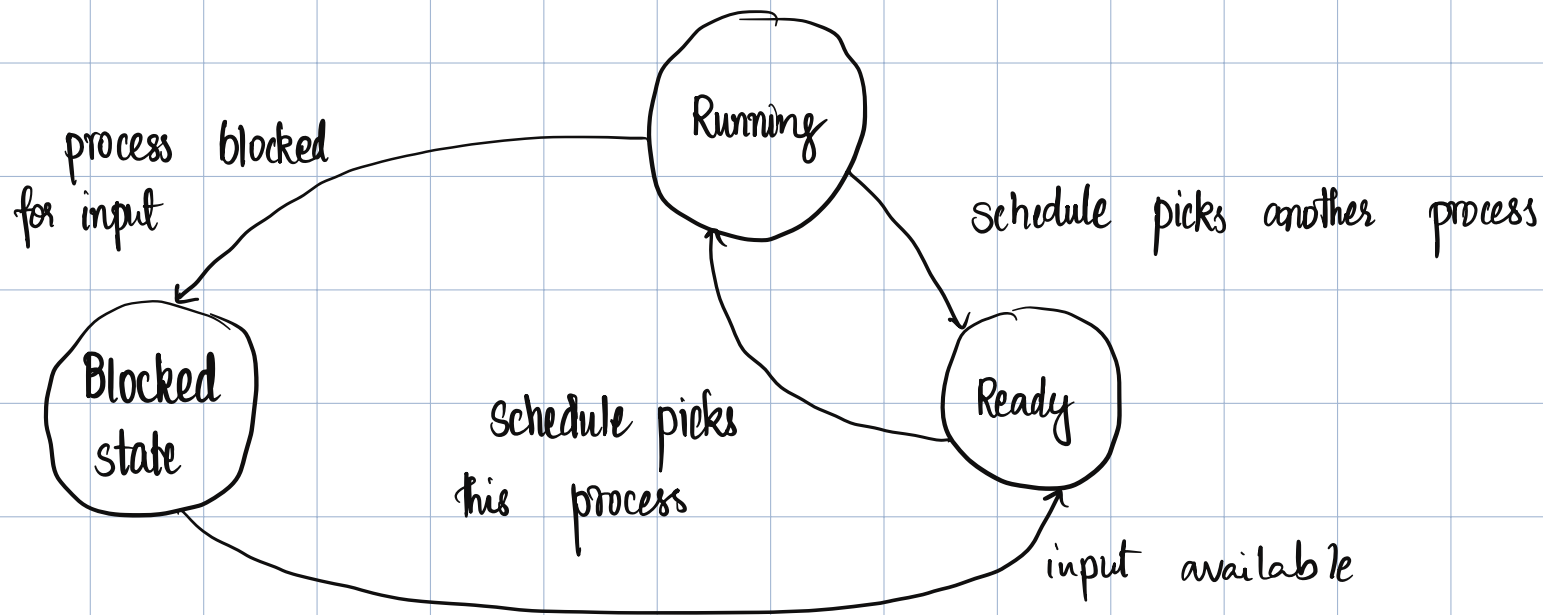 Running
process blocked
for input
schedule picks another process
Blocked
state
Ready
schedule picks
this process
input available